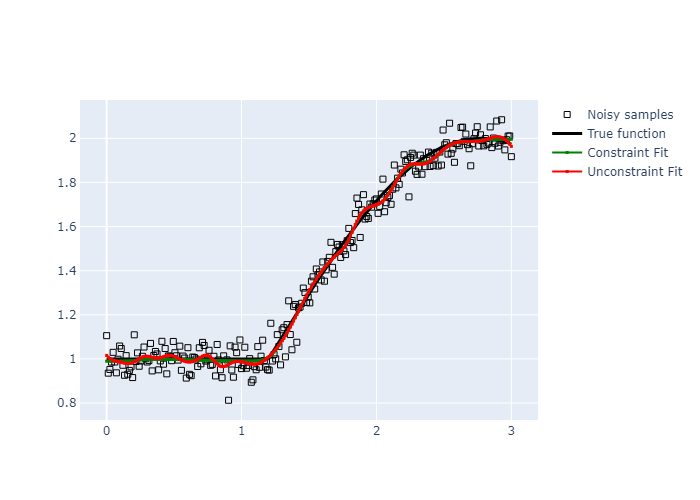 Noisy samples
True function
Constraint Fit
Unconstraint Fit
2
1.8
1.6
1.4
1.2
1
0.8
0
1
2
3